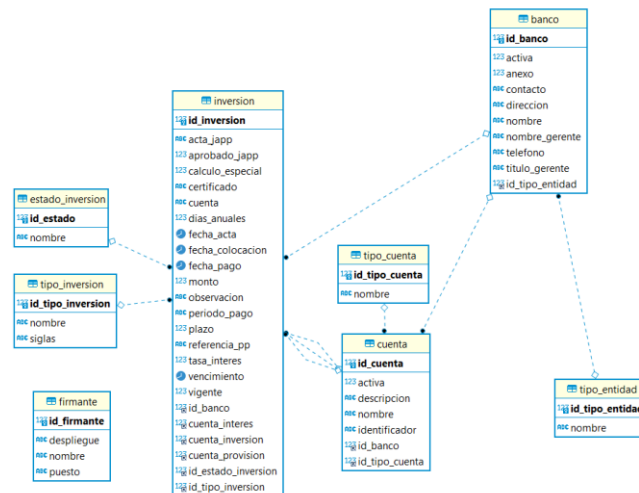 banco
id_banco
activa
anexo
contacto
direccion
nombre
nombre_gerente
telefono
titulo_gerente
id_tipo_entidad
inversion
id_inversion
acta_japp
aprobado_japp
calculo_especial
certificado
cuenta
dias_anuales
fecha_acta
fecha_colocacion
fecha_pago
monto
observacion
periodo_pago
plazo
referencia_pp
tasa_interes
vencimiento
vigente
id_banco
cuenta_interes
cuenta_inversion
cuenta_provision
id_estado_inversion
id_tipo_inversion
estado_inversion
id_estado
nombre
tipo_inversion
id_tipo_inversion
nombre
siglas
firmante
id_firmante
despliegue
nombre
puesto
tipo_cuenta
id_tipo_cuenta
nombre
cuenta
id_cuenta
activa
descripcion
nombre
identificador
id_banco
id_tipo_cuenta
tipo_entidad
id_tipo_entidad
nombre